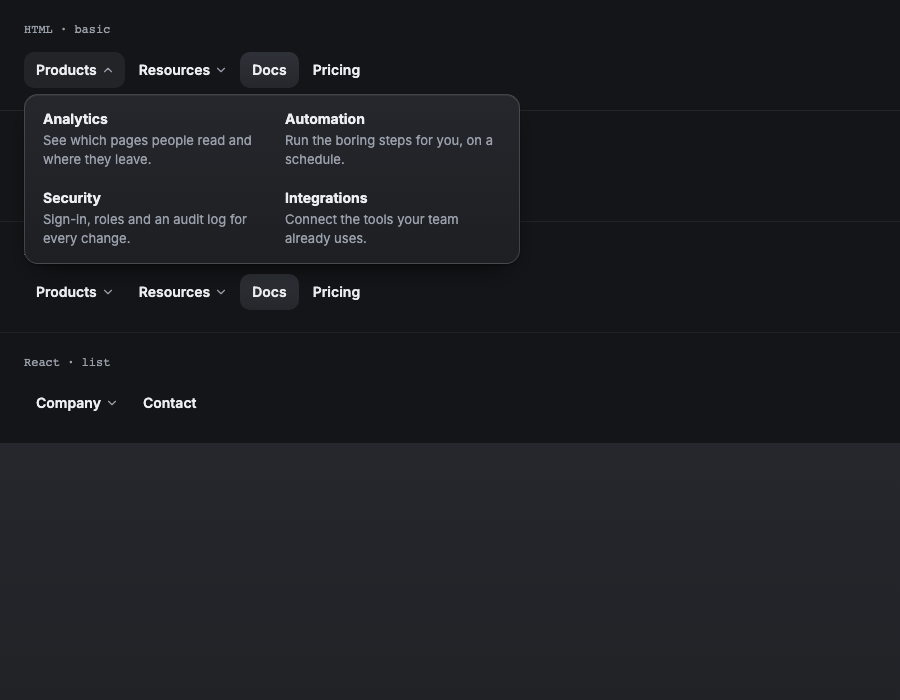 HTML · basic
Products Resources Docs Pricing
Analytics
See which pages people read and
where they leave.
Automation
Run the boring steps for you, on a
schedule.
Security
Sign-in, roles and an audit log for
every change.
Integrations
Connect the tools your team
already uses.
Products Resources Docs Pricing
React · list
Company Contact